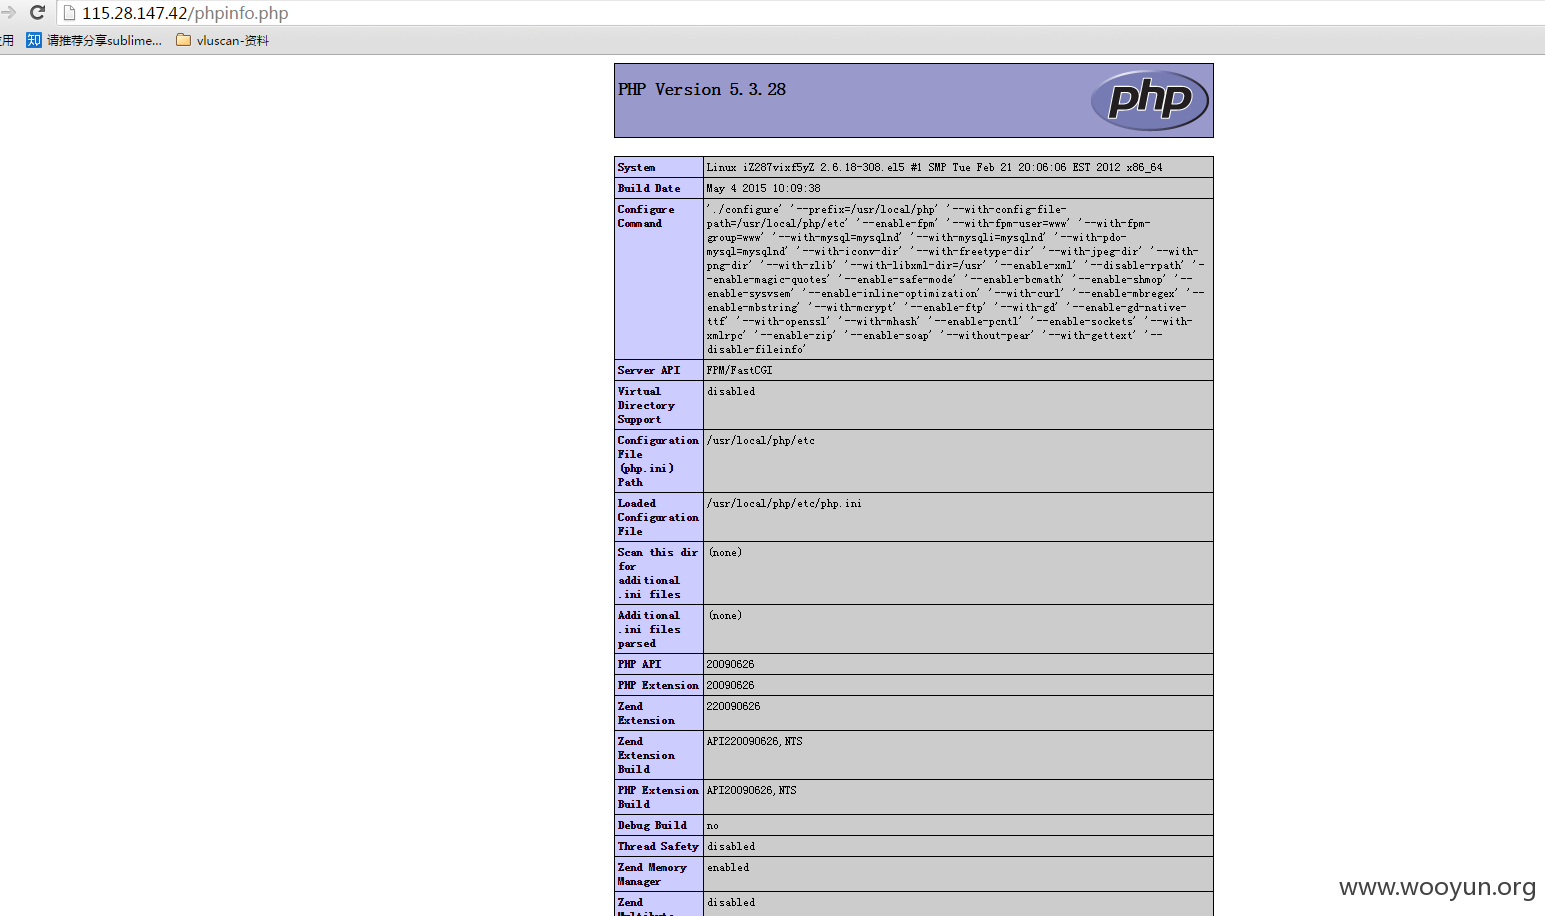 115.28.147.42/phpinfo.php
用 知 请推荐分享sublime... vluscan-资料
PHP Version 5.3.28
php
System Linux iZ287vixf5yZ 2.6.18-308.el5 #1 SMP Tue Feb 21 20:06:06 EST 2012 x86_64
Build Date May 4 2015 10:09:38
Configure
Command
'./configure' '--prefix=/usr/local/php' '--with-config-file-
path=/usr/local/php/etc' '--enable-fpm' '--with-fpm-user=www' '--with-fpm-
group=www' '--with-mysql=mysqlnd' '--with-mysqli=mysqlnd' '--with-pdo-
mysql=mysqlnd' '--with-iconv-dir' '--with-freetype-dir' '--with-jpeg-dir' '--with-
png-dir' '--with-zlib' '--with-libxml-dir=/usr' '--enable-xml' '--disable-rpath' '-
-enable-magic-quotes' '--enable-safe-mode' '--enable-bcmath' '--enable-shmop' '--
enable-sysvsem' '--enable-inline-optimization' '--with-curl' '--enable-mbregex' '--
enable-mbstring' '--with-mcrypt' '--enable-ftp' '--with-gd' '--enable-gd-native-
ttf' '--with-openssl' '--with-mhash' '--enable-pcntl' '--enable-sockets' '--with-
xmlrpc' '--enable-zip' '--enable-soap' '--without-pear' '--with-gettext' '--
disable-fileinfo'
Server API FPM/FastCGI
Virtual
Directory
Support
disabled
Configuration
File
(php.ini)
Path
/usr/local/php/etc
Loaded
Configuration
File
/usr/local/php/etc/php.ini
Scan this dir
for
additional
.ini files
(none)
Additional
.ini files
parsed
(none)
PHP API 20090626
PHP Extension 20090626
Zend
Extension
220090626
Zend
Extension
Build
API220090626,NTS
PHP Extension
Build
API20090626,NTS
Debug Build no
Thread Safety disabled
Zend Memory
Manager
enabled
Zend
Multibyte
disabled
www.wooyun.org